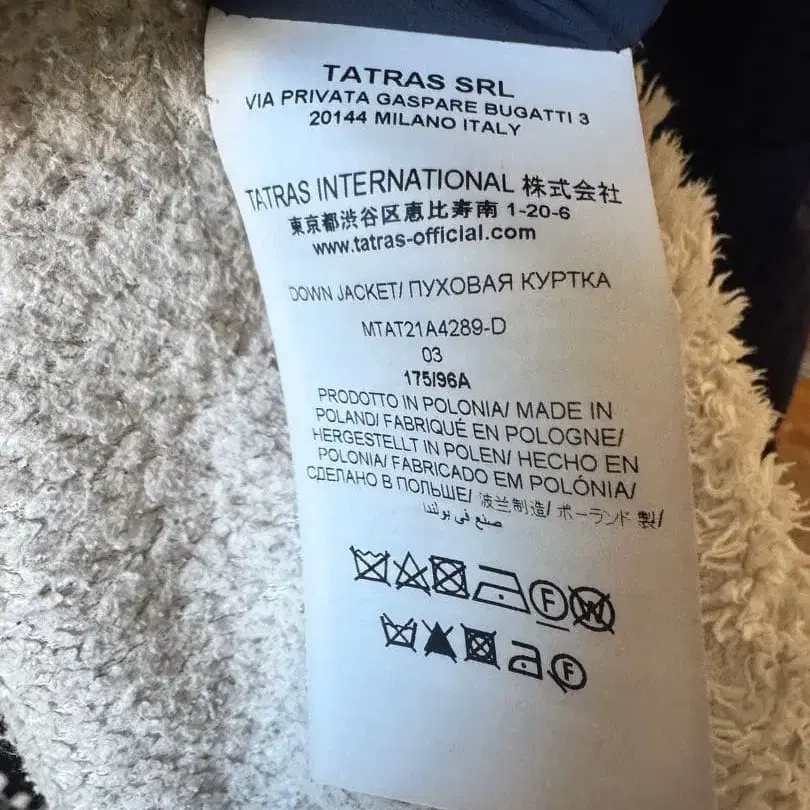 TATRAS SRL
VIA PRIVATA GASPARE BUGATTI 3
20144 MILANO ITALY
TATRAS INTERNATIONAL 株式会社
東京都渋谷区恵比寿南 1-20-6
www.tatras-official.com
DOWN JACKET/ ПУХОВАЯ КУРТКА
MTAT21A4289-D
03
175/96A
PRODOTTO IN POLONIA/ MADE IN
POLAND/ FABRIQUÉ EN POLOGNE/
HERGESTELLT IN POLEN/ HECHO EN
POLONIA/ FABRICADO EM POLÓNIA/
СДЕЛАНО В ПОЛЬШЕ/ 波兰制造/ ポーランド 製/
صنع في بولندا
F W
F